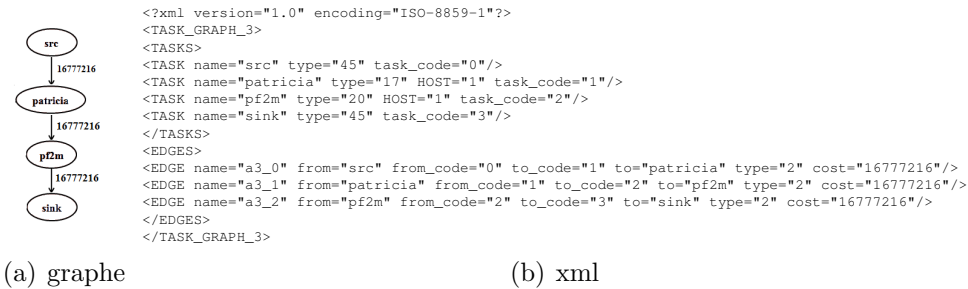 src
16777216
patricia
16777216
pf2m
16777216
sink
<?xml version="1.0" encoding="ISO-8859-1"?>
<TASK_GRAPH_3>
<TASKS>
<TASK name="src" type="45" task_code="0"/>
<TASK name="patricia" type="17" HOST="1" task_code="1"/>
<TASK name="pf2m" type="20" HOST="1" task_code="2"/>
<TASK name="sink" type="45" task_code="3"/>
</TASKS>
<EDGES>
<EDGE name="a3_0" from="src" from_code="0" to_code="1" to="patricia" type="2" cost="16777216"/>
<EDGE name="a3_1" from="patricia" from_code="1" to_code="2" to="pf2m" type="2" cost="16777216"/>
<EDGE name="a3_2" from="pf2m" from_code="2" to_code="3" to="sink" type="2" cost="16777216"/>
</EDGES>
</TASK_GRAPH_3>
(a) graphe
(b) xml